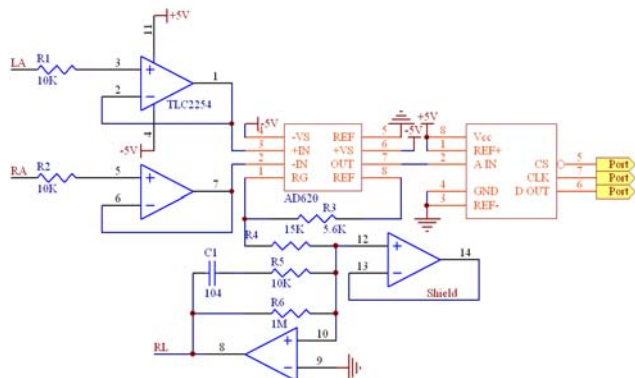 +5V
11
LA R1 3 + 1
10K
2 −
TLC2254
-5V 4
RA R2 5 + 7
10K
6 −
-5V
4 -VS REF 5
3 +IN +VS 6 -5V
2 -IN OUT 7
1 RG REF 8
AD620
R3
5.6K
+5V
8 Vcc
1 REF+ CS 5 Port
2 A IN CLK 7 Port
4 GND D OUT 6 Port
3 REF-
R4 15K
C1 R5
104 10K
R6
1M
12 + 14
13 −
Shield
RL 8 + 10
− 9